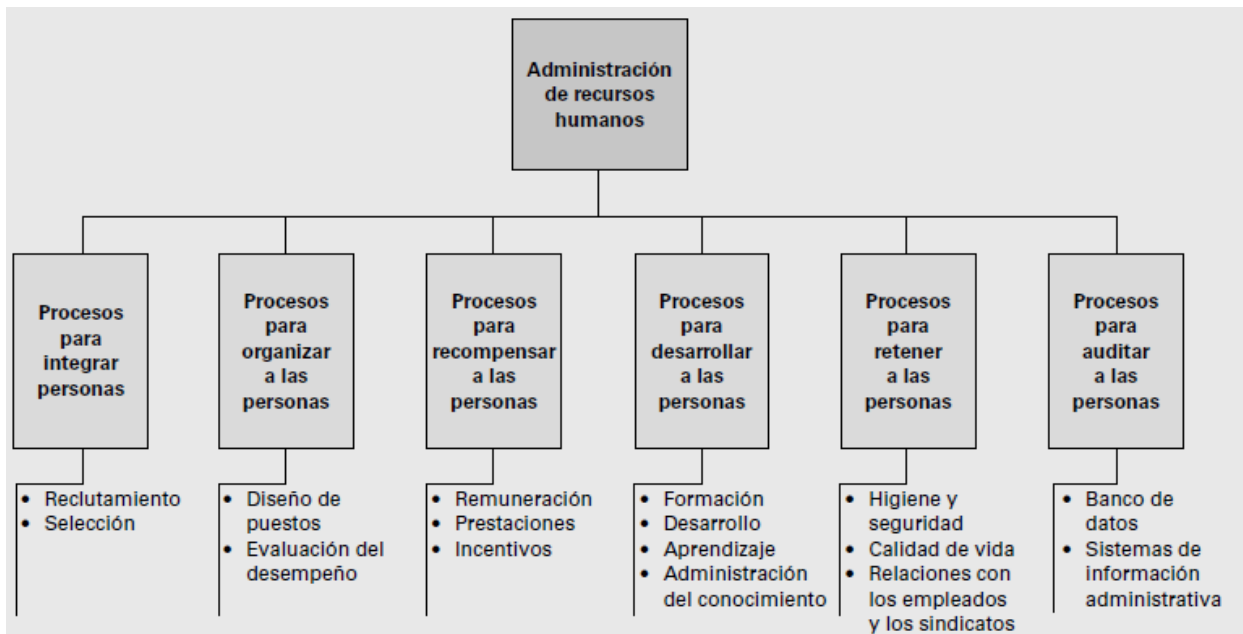 Administración
de recursos
humanos
Procesos
para
integrar
personas
Procesos
para
organizar
a las
personas
Procesos
para
recompensar
a las
personas
Procesos
para
desarrollar
a las
personas
Procesos
para
retener
a las
personas
Procesos
para
auditar
a las
personas
• Reclutamiento
• Selección
• Diseño de
puestos
• Evaluación del
desempeño
• Remuneración
• Prestaciones
• Incentivos
• Formación
• Desarrollo
• Aprendizaje
• Administración
del conocimiento
• Higiene y
seguridad
• Calidad de vida
• Relaciones con
los empleados
y los sindicatos
• Banco de
datos
• Sistemas de
información
administrativa